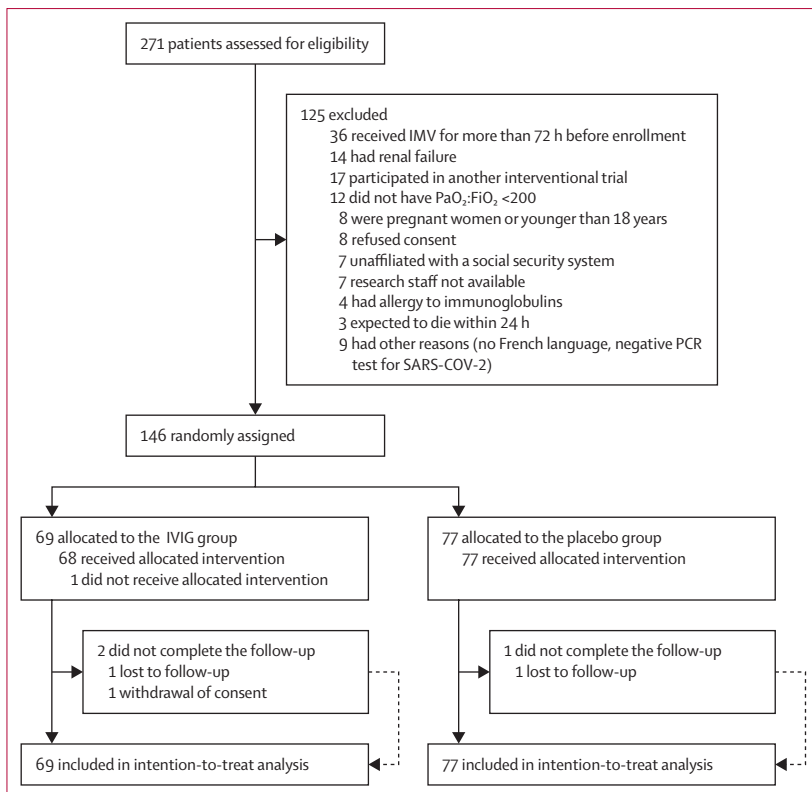 271 patients assessed for eligibility
125 excluded
36 received IMV for more than 72 h before enrollment
14 had renal failure
17 participated in another interventional trial
12 did not have PaO₂:FiO₂ <200
8 were pregnant women or younger than 18 years
8 refused consent
7 unaffiliated with a social security system
7 research staff not available
4 had allergy to immunoglobulins
3 expected to die within 24 h
9 had other reasons (no French language, negative PCR
test for SARS-COV-2)
146 randomly assigned
69 allocated to the IVIG group
68 received allocated intervention
1 did not receive allocated intervention
77 allocated to the placebo group
77 received allocated intervention
2 did not complete the follow-up
1 lost to follow-up
1 withdrawal of consent
1 did not complete the follow-up
1 lost to follow-up
69 included in intention-to-treat analysis
77 included in intention-to-treat analysis